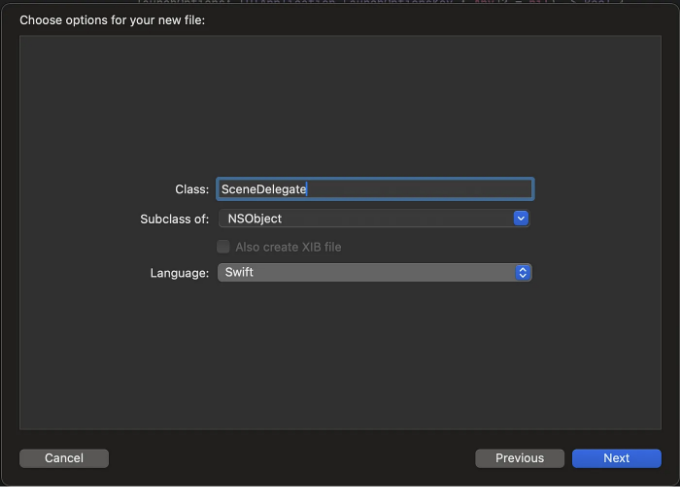 Choose options for your new file:
Class: SceneDelegate
Subclass of: NSObject
Also create XIB file
Language: Swift
Cancel Previous Next